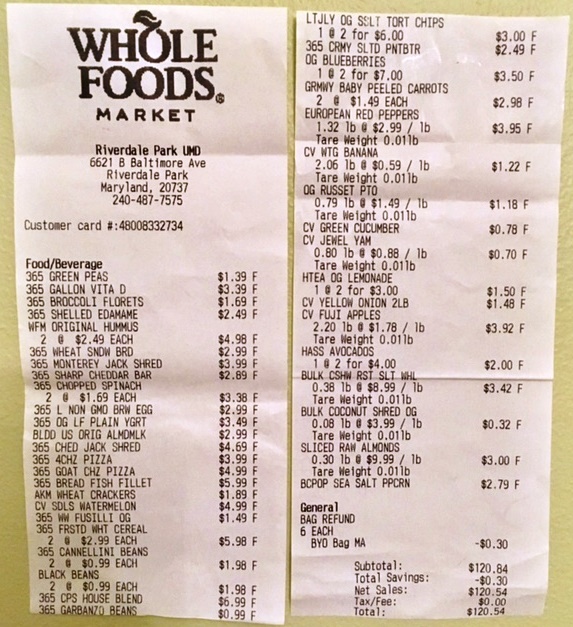 WHOLE
FOODS®
MARKET
Riverdale Park UMD
6621 B Baltimore Ave
Riverdale Park
Maryland, 20737
240-487-7575
Customer card #:48008332734
Food/Beverage
365 GREEN PEAS $1.39 F
365 GALLON VITA D $3.39 F
365 BROCCOLI FLORETS $1.69 F
365 SHELLED EDAMAME $2.49 F
WFM ORIGINAL HUMMUS
2 @ $2.49 EACH $4.98 F
365 WHEAT SNDW BRD $2.99 F
365 MONTEREY JACK SHRED $3.99 F
365 SHARP CHEDDAR BAR $2.89 F
365 CHOPPED SPINACH
2 @ $1.69 EACH $3.38 F
365 L NON GMO BRW EGG $2.99 F
365 OG LF PLAIN YGRT $3.49 F
BLDD US ORIG ALMDMLK $2.99 F
365 CHED JACK SHRED $4.69 F
365 4CHZ PIZZA $3.99 F
365 GOAT CHZ PIZZA $4.99 F
365 BREAD FISH FILLET $5.99 F
AKM WHEAT CRACKERS $1.89 F
CV SDLS WATERMELON $4.99 F
365 WW FUSILLI OG $1.49 F
365 FRSTD WHT CEREAL
2 @ $2.99 EACH $5.98 F
365 CANNELLINI BEANS
2 @ $0.99 EACH $1.98 F
BLACK BEANS
2 @ $0.99 EACH $1.98 F
365 CPS HOUSE BLEND $6.99 F
365 GARBANZO BEANS $0.99 F
LTJLY OG SSLT TORT CHIPS
1 @ 2 for $6.00 $3.00 F
365 CRMY SLTD PNTBTR $2.49 F
OG BLUEBERRIES
1 @ 2 for $7.00 $3.50 F
GRMWY BABY PEELED CARROTS
2 @ $1.49 EACH $2.98 F
EUROPEAN RED PEPPERS
1.32 lb @ $2.99 / lb $3.95 F
Tare Weight 0.01lb
CV WTG BANANA
2.06 lb @ $0.59 / lb $1.22 F
Tare Weight 0.01lb
OG RUSSET PTO
0.79 lb @ $1.49 / lb $1.18 F
Tare Weight 0.01lb
CV GREEN CUCUMBER $0.78 F
CV JEWEL YAM
0.80 lb @ $0.88 / lb $0.70 F
Tare Weight 0.01lb
HTEA OG LEMONADE
1 @ 2 for $3.00 $1.50 F
CV YELLOW ONION 2LB $1.48 F
CV FUJI APPLES
2.20 lb @ $1.78 / lb $3.92 F
Tare Weight 0.01lb
HASS AVOCADOS
1 @ 2 for $4.00 $2.00 F
BULK CSHW RST SLT WHL
0.38 lb @ $8.99 / lb $3.42 F
Tare Weight 0.01lb
BULK COCONUT SHRED OG
0.08 lb @ $3.99 / lb $0.32 F
Tare Weight 0.01lb
SLICED RAW ALMONDS
0.30 lb @ $9.99 / lb $3.00 F
Tare Weight 0.01lb
BCPOP SEA SALT PPCRN $2.79 F
General
BAG REFUND
6 EACH
BYO Bag MA -$0.30
Subtotal: $120.84
Total Savings: -$0.30
Net Sales: $120.54
Tax/Fee: $0.00
Total: $120.54